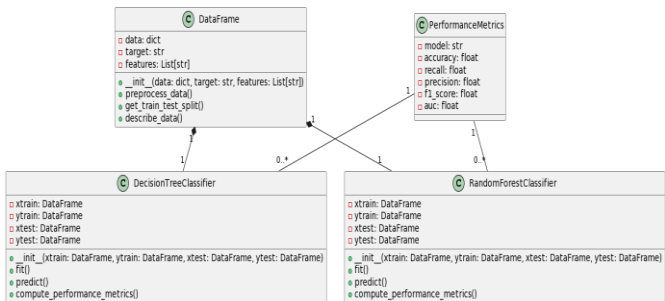 C DataFrame
data: dict
target: str
features: List[str]
__init__(data: dict, target: str, features: List[str])
preprocess_data()
get_train_test_split()
describe_data()
C PerformanceMetrics
model: str
accuracy: float
recall: float
precision: float
f1_score: float
auc: float
1
1
1
1
1
0..*
1
0..*
C DecisionTreeClassifier
xtrain: DataFrame
ytrain: DataFrame
xtest: DataFrame
ytest: DataFrame
__init__(xtrain: DataFrame, ytrain: DataFrame, xtest: DataFrame, ytest: DataFrame)
fit()
predict()
compute_performance_metrics()
C RandomForestClassifier
xtrain: DataFrame
ytrain: DataFrame
xtest: DataFrame
ytest: DataFrame
__init__(xtrain: DataFrame, ytrain: DataFrame, xtest: DataFrame, ytest: DataFrame)
fit()
predict()
compute_performance_metrics()